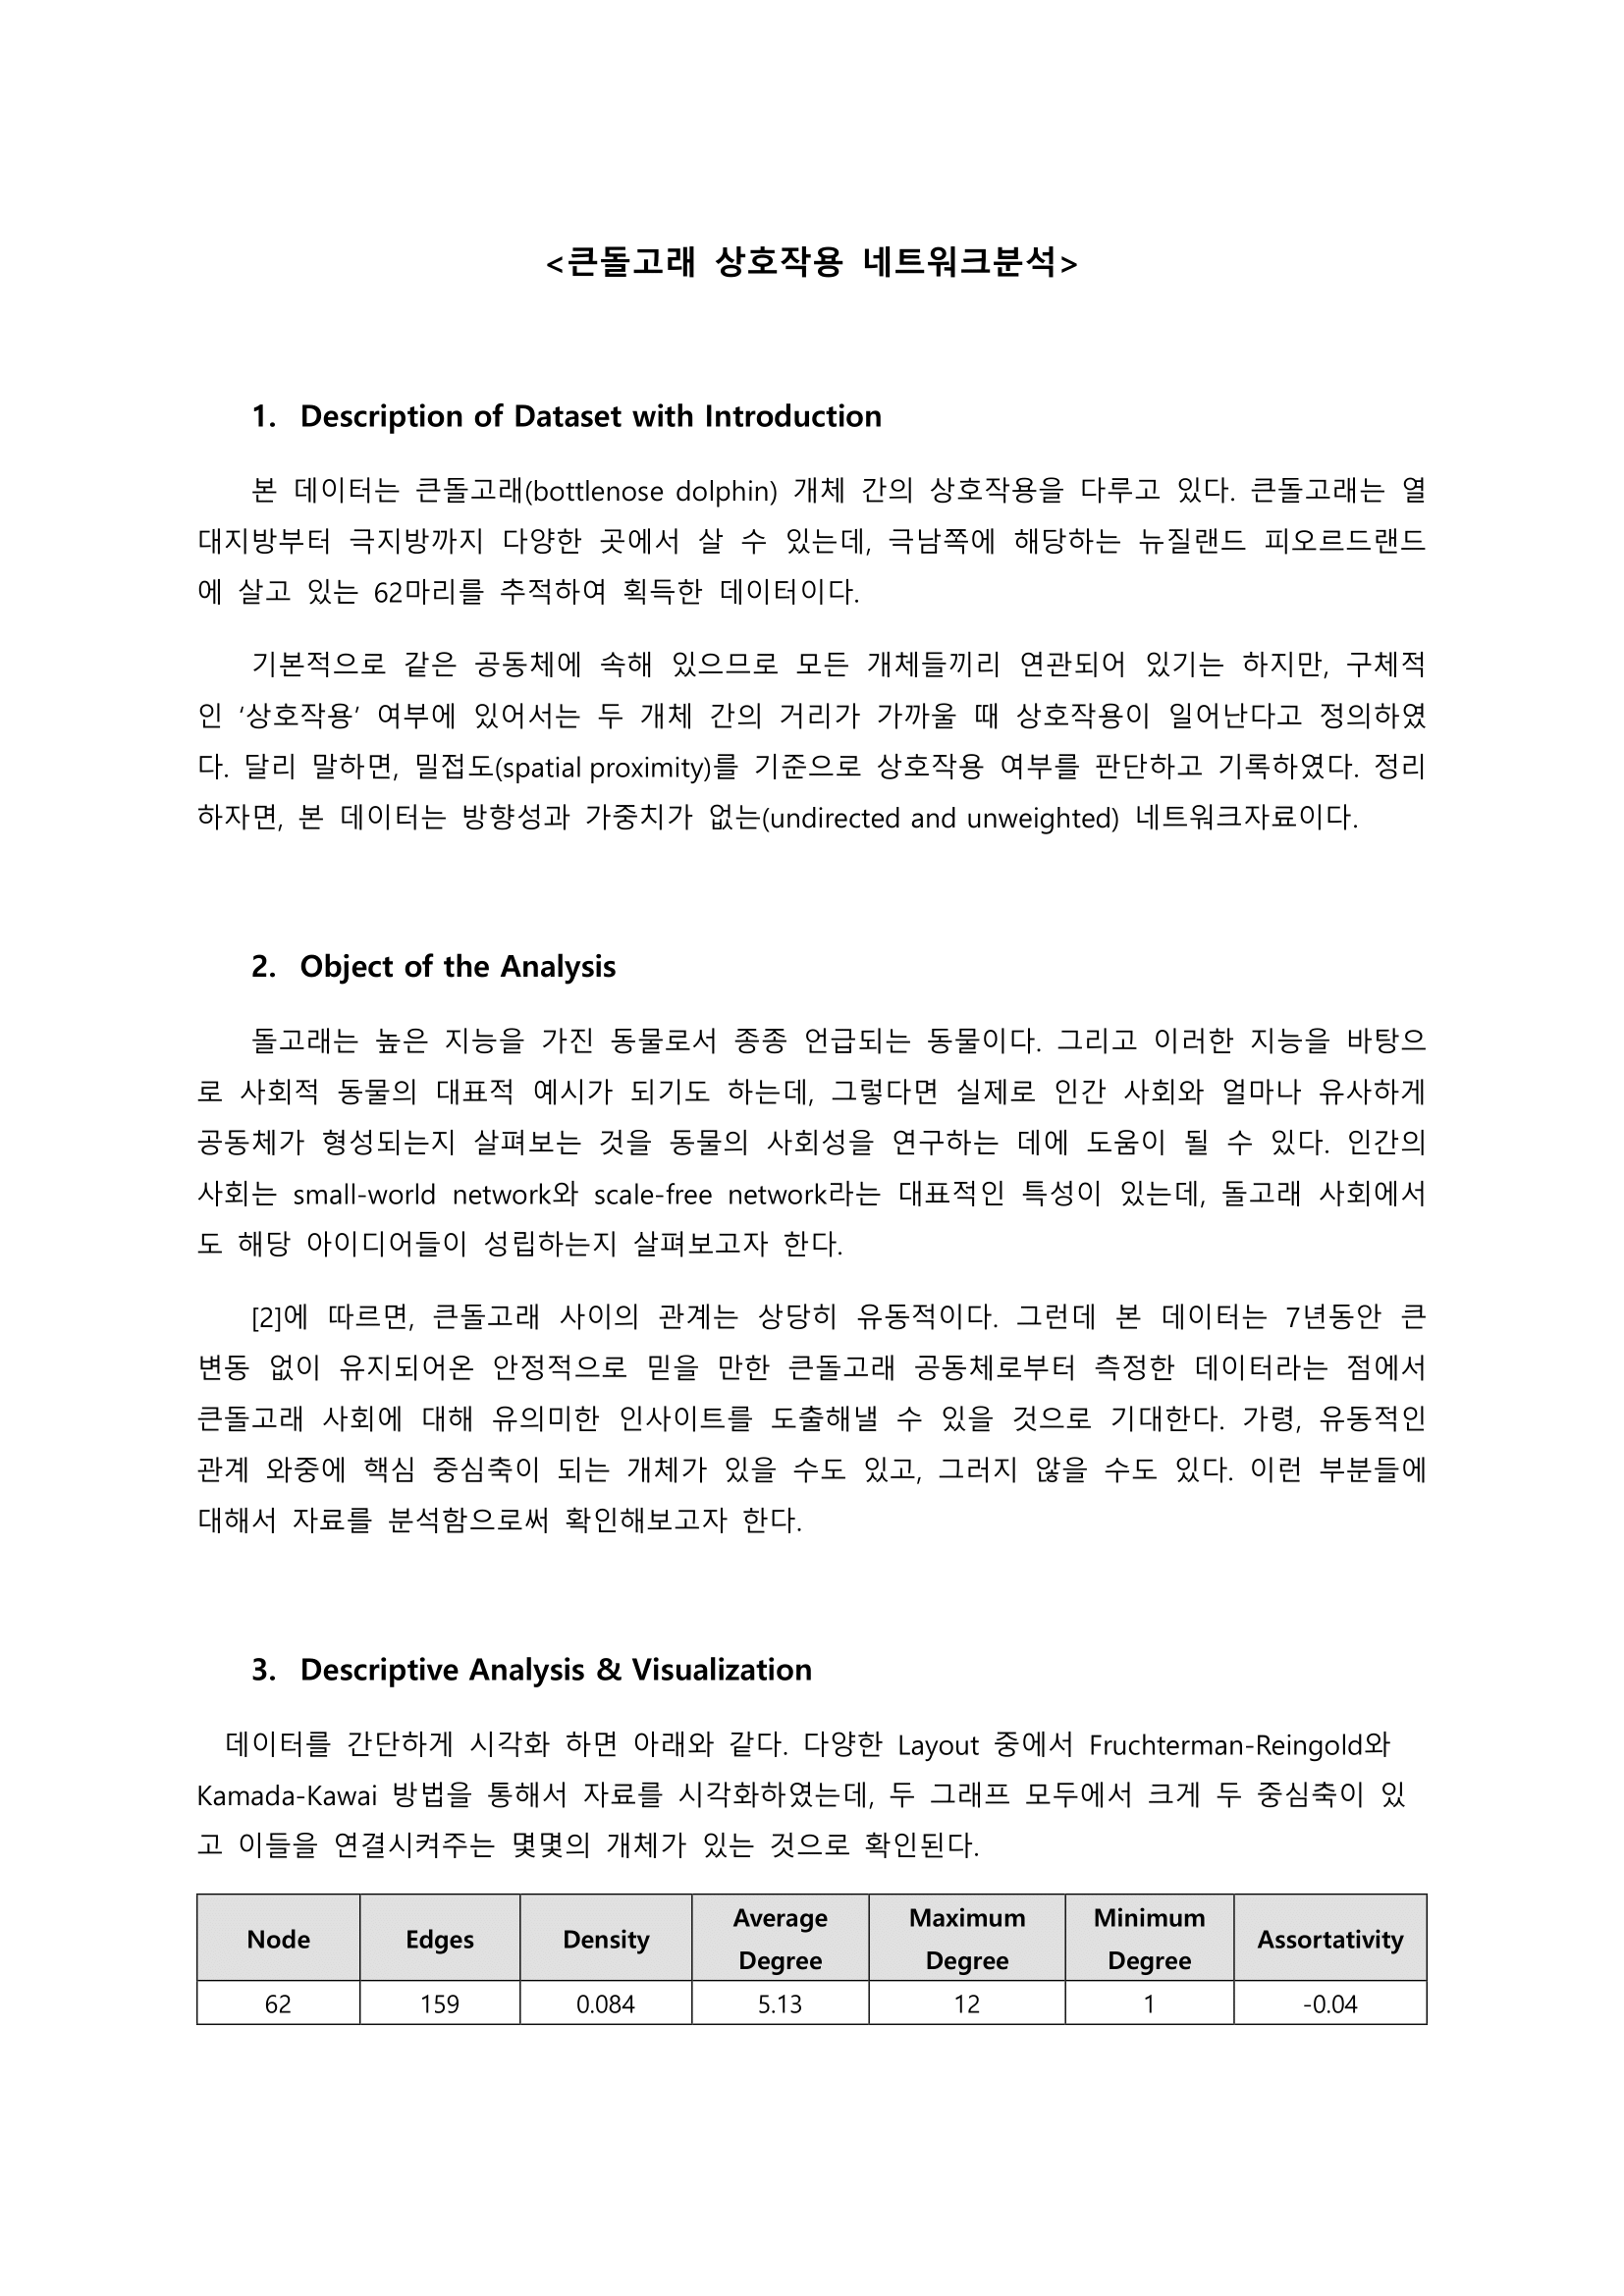 <큰돌고래 상호작용 네트워크분석>
1. Description of Dataset with Introduction
본 데이터는 큰돌고래(bottlenose dolphin) 개체 간의 상호작용을 다루고 있다. 큰돌고래는 열
대지방부터 극지방까지 다양한 곳에서 살 수 있는데, 극남쪽에 해당하는 뉴질랜드 피오르드랜드
에 살고 있는 62마리를 추적하여 획득한 데이터이다.
기본적으로 같은 공동체에 속해 있으므로 모든 개체들끼리 연관되어 있기는 하지만, 구체적
인 ‘상호작용’ 여부에 있어서는 두 개체 간의 거리가 가까울 때 상호작용이 일어난다고 정의하였
다. 달리 말하면, 밀접도(spatial proximity)를 기준으로 상호작용 여부를 판단하고 기록하였다. 정리
하자면, 본 데이터는 방향성과 가중치가 없는(undirected and unweighted) 네트워크자료이다.
2. Object of the Analysis
돌고래는 높은 지능을 가진 동물로서 종종 언급되는 동물이다. 그리고 이러한 지능을 바탕으
로 사회적 동물의 대표적 예시가 되기도 하는데, 그렇다면 실제로 인간 사회와 얼마나 유사하게
공동체가 형성되는지 살펴보는 것을 동물의 사회성을 연구하는 데에 도움이 될 수 있다. 인간의
사회는 small-world network와 scale-free network라는 대표적인 특성이 있는데, 돌고래 사회에서
도 해당 아이디어들이 성립하는지 살펴보고자 한다.
[2]에 따르면, 큰돌고래 사이의 관계는 상당히 유동적이다. 그런데 본 데이터는 7년동안 큰
변동 없이 유지되어온 안정적으로 믿을 만한 큰돌고래 공동체로부터 측정한 데이터라는 점에서
큰돌고래 사회에 대해 유의미한 인사이트를 도출해낼 수 있을 것으로 기대한다. 가령, 유동적인
관계 와중에 핵심 중심축이 되는 개체가 있을 수도 있고, 그러지 않을 수도 있다. 이런 부분들에
대해서 자료를 분석함으로써 확인해보고자 한다.
3. Descriptive Analysis & Visualization
데이터를 간단하게 시각화 하면 아래와 같다. 다양한 Layout 중에서 Fruchterman-Reingold와
Kamada-Kawai 방법을 통해서 자료를 시각화하였는데, 두 그래프 모두에서 크게 두 중심축이 있
고 이들을 연결시켜주는 몇몇의 개체가 있는 것으로 확인된다.
Node Edges Density Average Degree Maximum Degree Minimum Degree Assortativity
62 159 0.084 5.13 12 1 -0.04